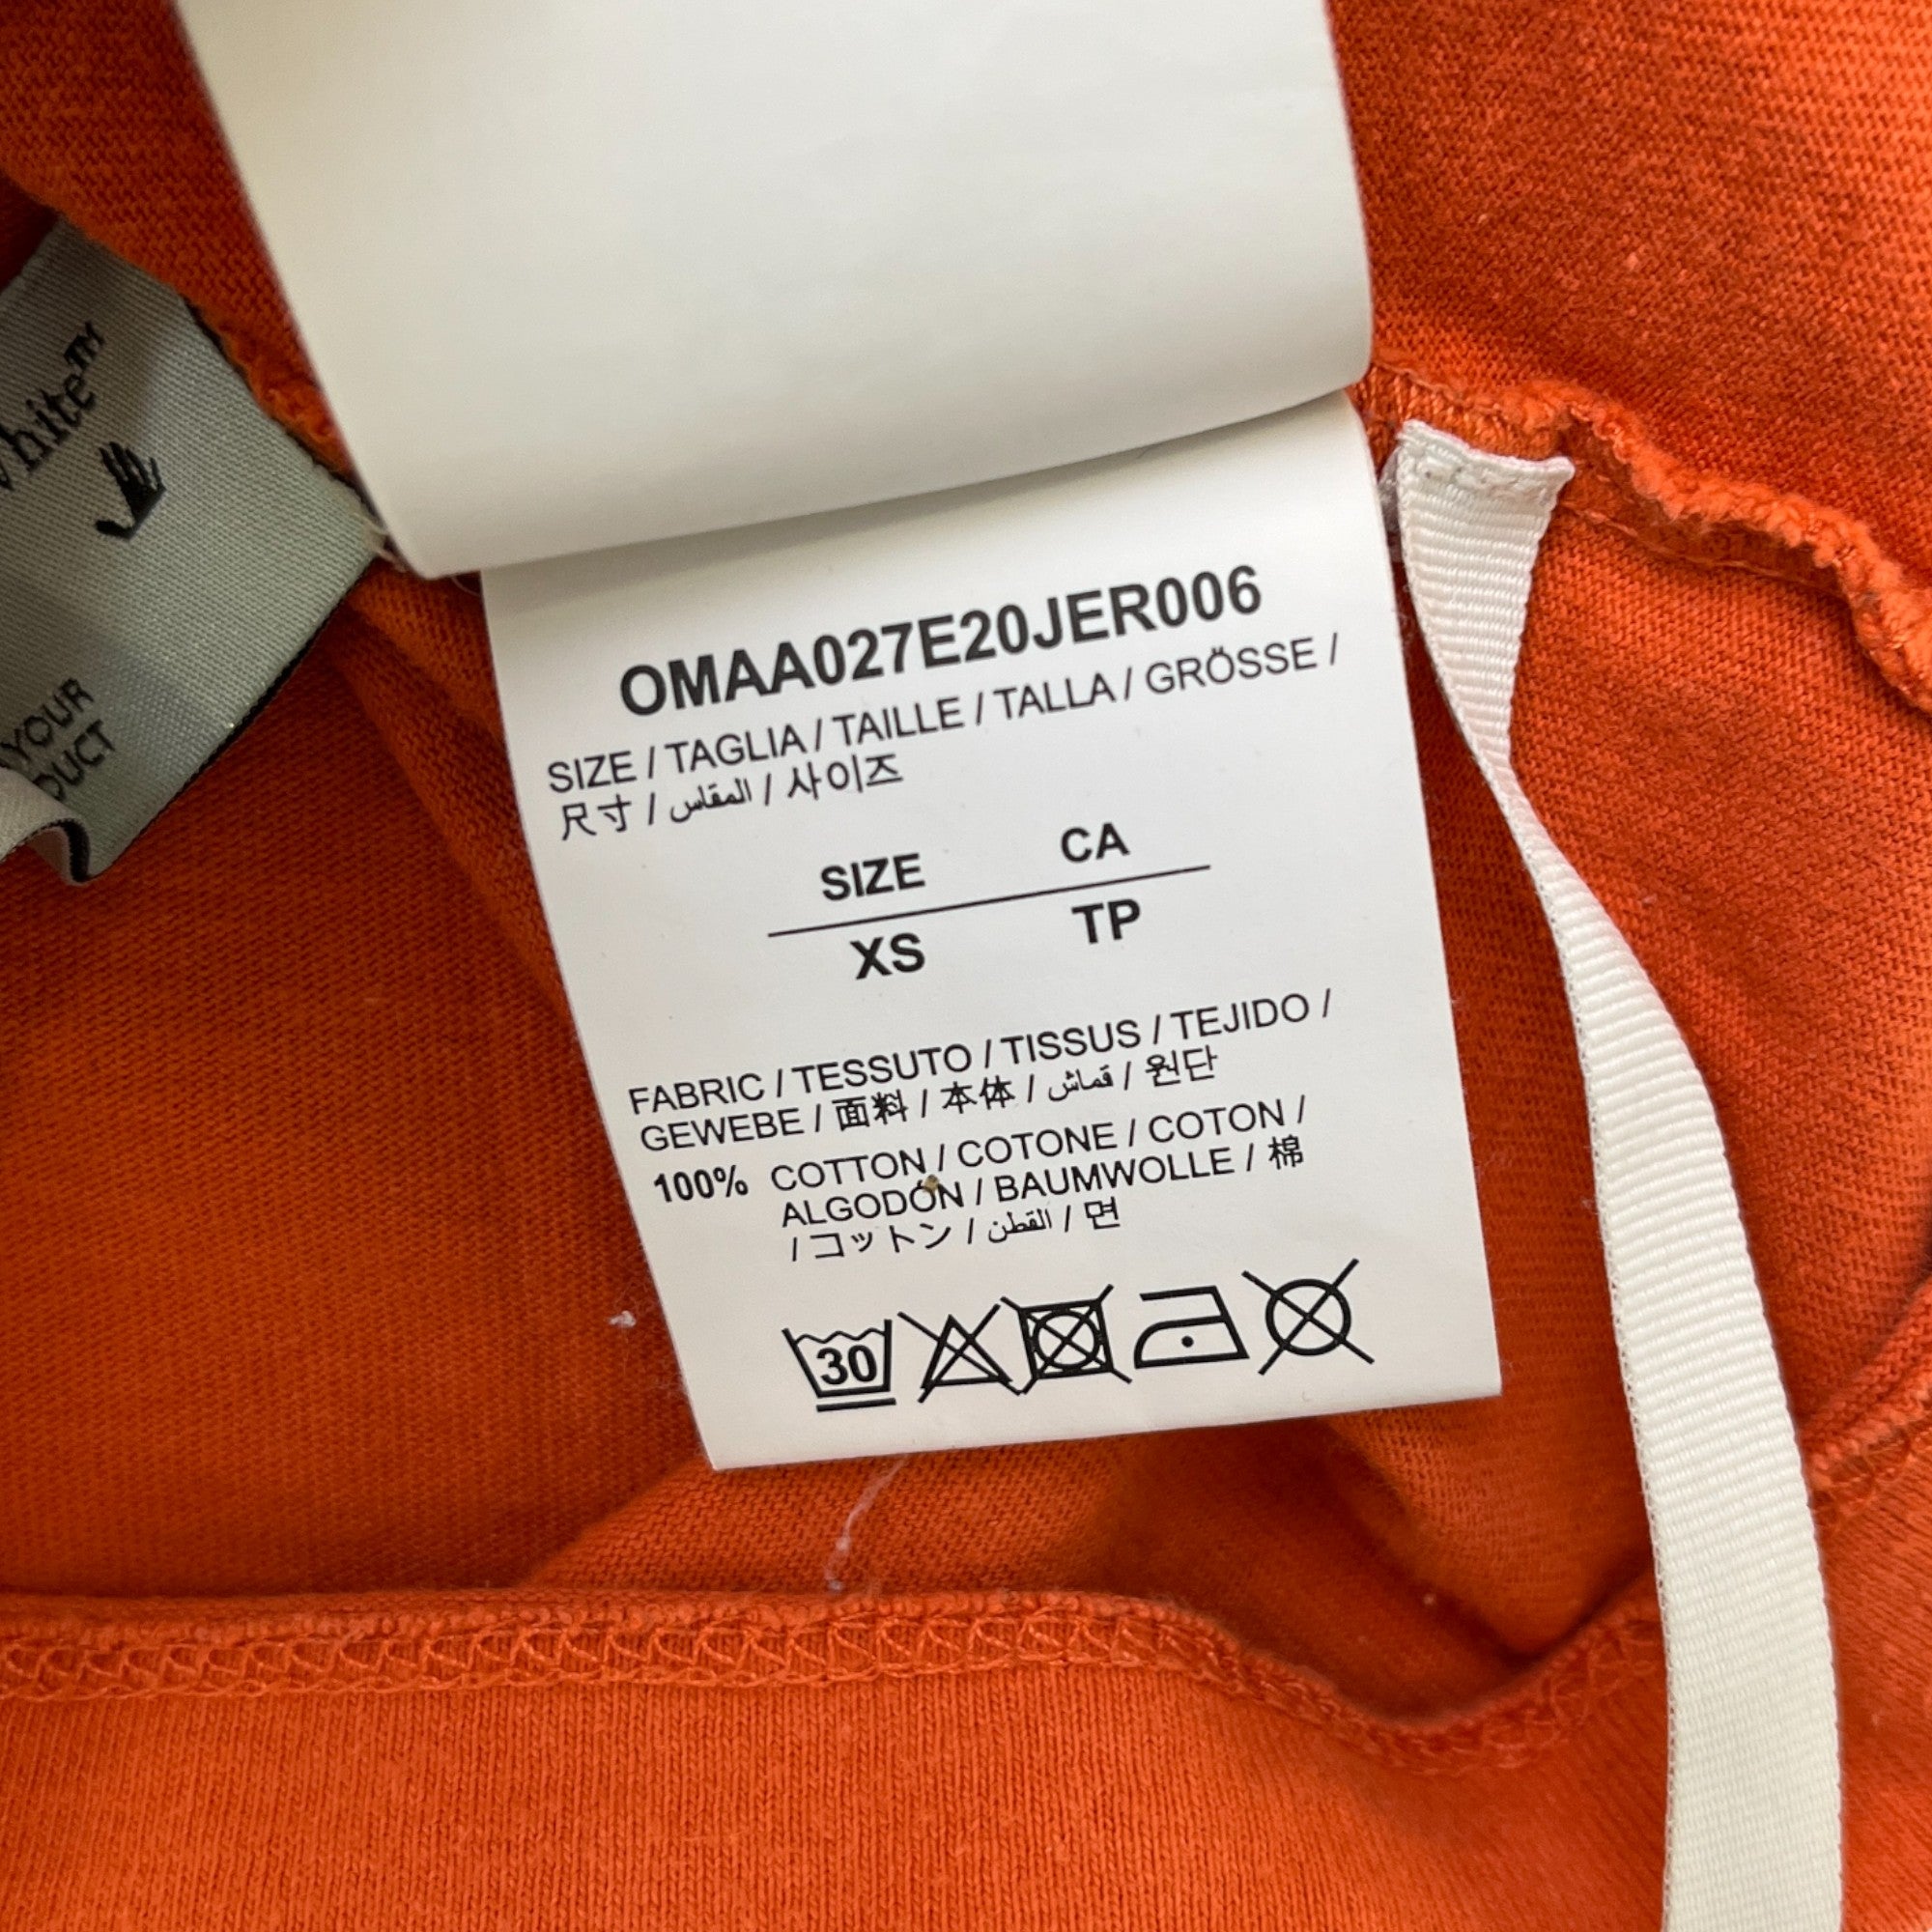 hite™
YOUR
DUCT
OMAA027E20JER006
SIZE / TAGLIA / TAILLE / TALLA / GRÖSSE /
尺寸 / المقاس / 사이즈
SIZE CA
XS TP
FABRIC / TESSUTO / TISSUS / TEJIDO /
GEWEBE / 面料 / 本体 / قماش / 원단
100% COTTON / COTONE / COTON /
ALGODÓN / BAUMWOLLE / 棉
/ コットン / القطن / 면
30